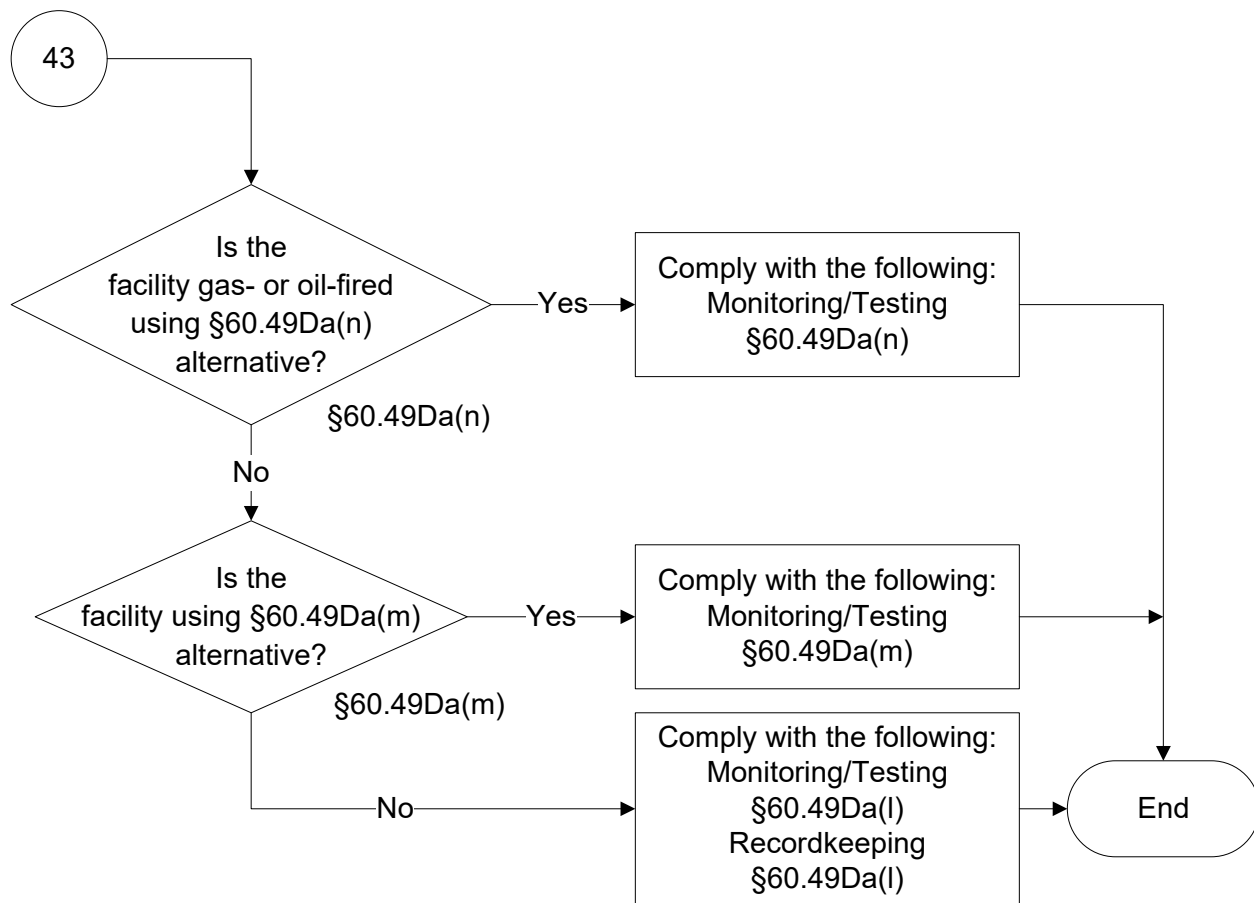 43
Is the
facility gas- or oil-fired
using §60.49Da(n)
alternative?
Yes
Comply with the following:
Monitoring/Testing
§60.49Da(n)
§60.49Da(n)
No
Is the
facility using §60.49Da(m)
alternative?
Yes
Comply with the following:
Monitoring/Testing
§60.49Da(m)
§60.49Da(m)
No
Comply with the following:
Monitoring/Testing
§60.49Da(l)
Recordkeeping
§60.49Da(l)
End